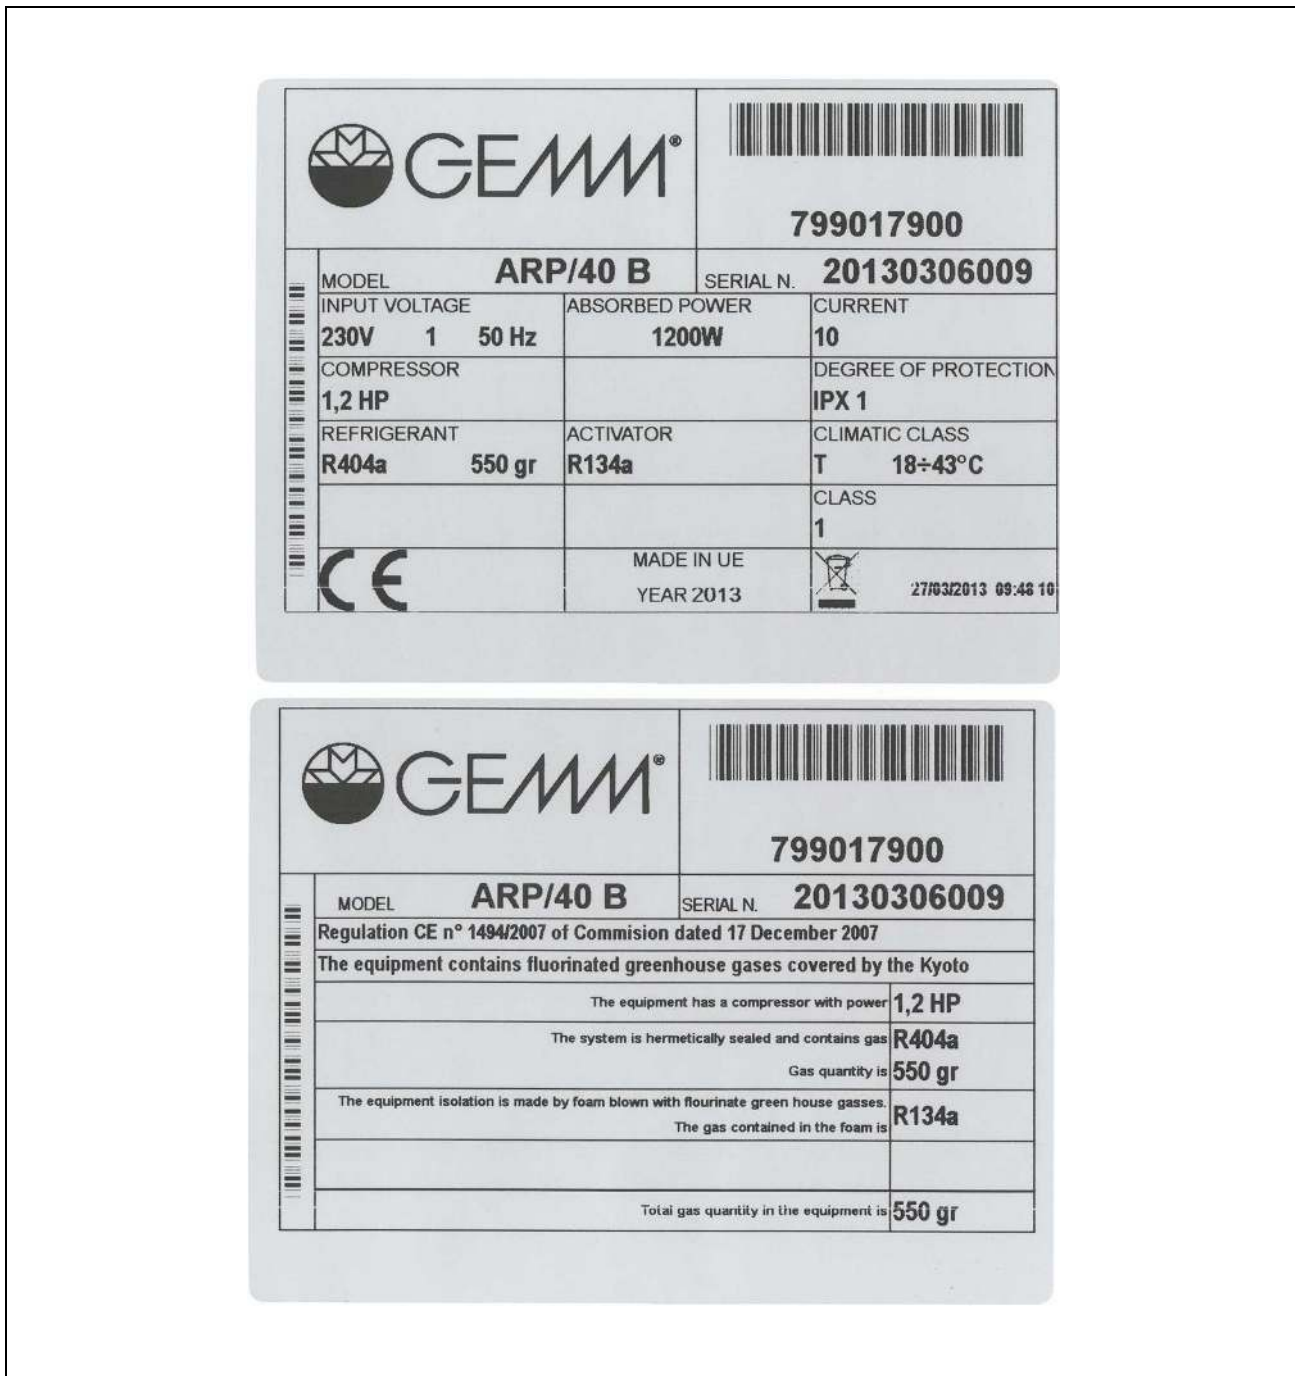 GEMM®
799017900
MODEL ARP/40 B SERIAL N. 20130306009
INPUT VOLTAGE ABSORBED POWER CURRENT
230V 1 50 Hz 1200W 10
COMPRESSOR DEGREE OF PROTECTION
1,2 HP IPX 1
REFRIGERANT ACTIVATOR CLIMATIC CLASS
R404a 550 gr R134a T 18÷43°C
CLASS
1
CE MADE IN UE
YEAR 2013 27/03/2013 09:48 10
GEMM®
799017900
MODEL ARP/40 B SERIAL N. 20130306009
Regulation CE n° 1494/2007 of Commision dated 17 December 2007
The equipment contains fluorinated greenhouse gases covered by the Kyoto
The equipment has a compressor with power 1,2 HP
The system is hermetically sealed and contains gas R404a
Gas quantity is 550 gr
The equipment isolation is made by foam blown with flourinate green house gasses.
The gas contained in the foam is R134a
Total gas quantity in the equipment is 550 gr